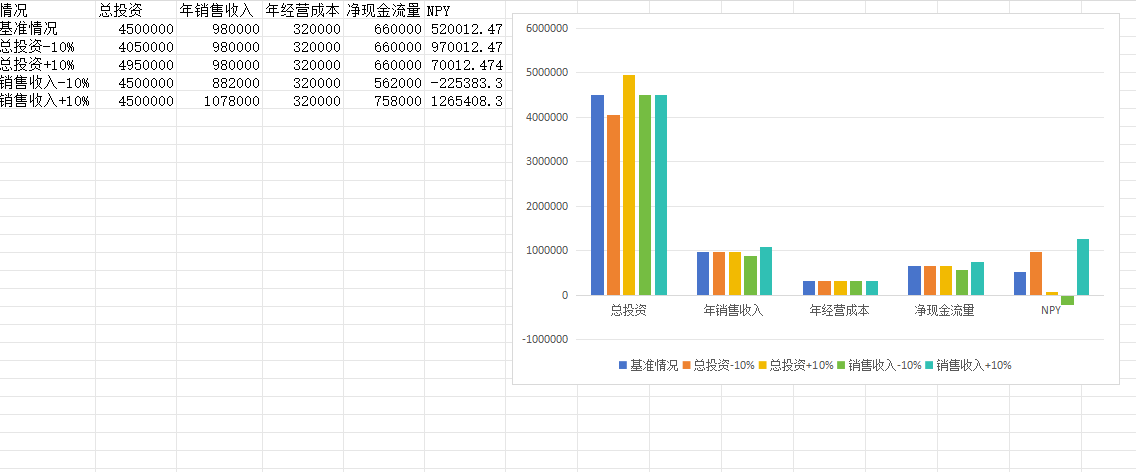 情况 总投资 年销售收入 年经营成本 净现金流量 NPY
基准情况 4500000 980000 320000 660000 520012.47
总投资-10% 4050000 980000 320000 660000 970012.47
总投资+10% 4950000 980000 320000 660000 70012.474
销售收入-10% 4500000 882000 320000 562000 -225383.3
销售收入+10% 4500000 1078000 320000 758000 1265408.3
6000000
5000000
4000000
3000000
2000000
1000000
0
-1000000
总投资 年销售收入 年经营成本 净现金流量 NPY
基准情况 总投资-10% 总投资+10% 销售收入-10% 销售收入+10%